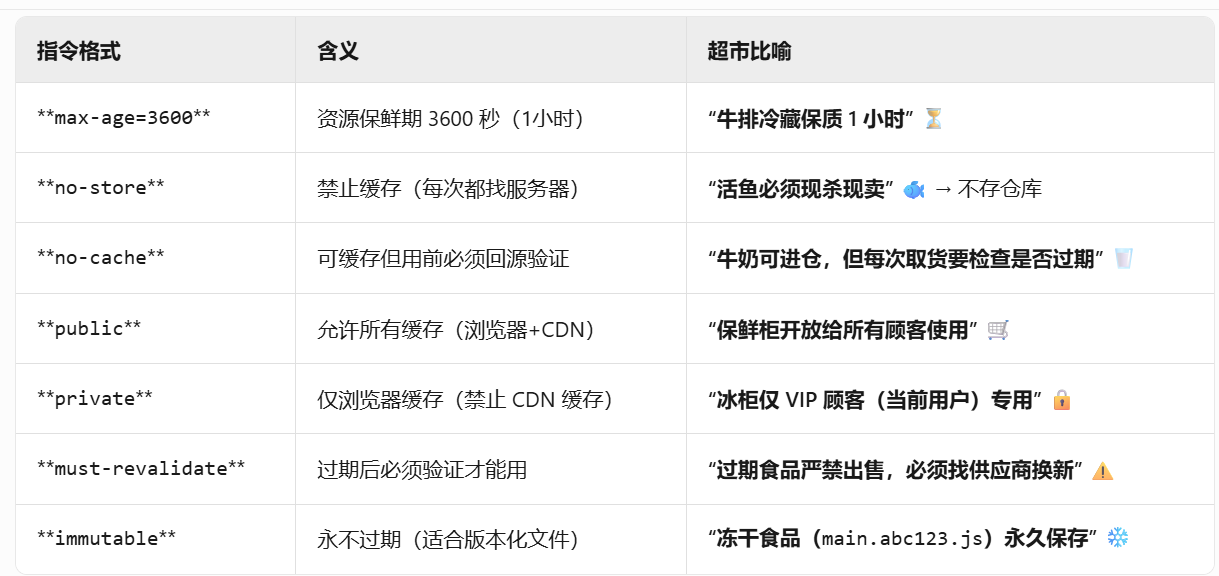 指令格式 含义 超市比喻
**max-age=3600** 资源保鲜期 3600 �（1小时） “牛排冷藏保质 1 小时” ⏳
**no-store** 禁止缓存（每次都找服务器） “活鱼必须现杀现卖” 🐟 → 不存仓库
**no-cache** 可缓存但用前必须回源验证 “牛奶可进仓，但每次取货要检查是否过期” 🥛
**public** 允许所有缓存（浏览器+CDN） “保鲜柜开放给所有顾客使用” 🛒
**private** 仅浏览器缓存（禁止 CDN 缓存） “冰柜仅 VIP 顾客（当前用户）专用” 🔒
**must-revalidate** 过期后必须验证才能用 “过期食品严禁出售，必须找供应商换新” ⚠️
**immutable** 永不过期（适合版本化文件） “冻干食品（main.abc123.js）永久保存” ❄️